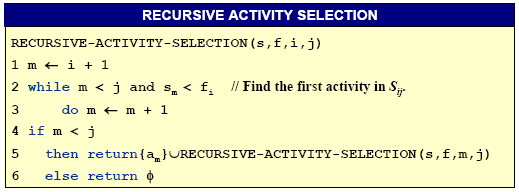 RECURSIVE ACTIVITY SELECTION
RECURSIVE-ACTIVITY-SELECTION(s,f,i,j)
1 m ← i + 1
2 while m < j and sₘ < fᵢ // Find the first activity in Sᵢⱼ.
3 do m ← m + 1
4 if m < j
5 then return{aₘ}∪RECURSIVE-ACTIVITY-SELECTION(s,f,m,j)
6 else return ϕ